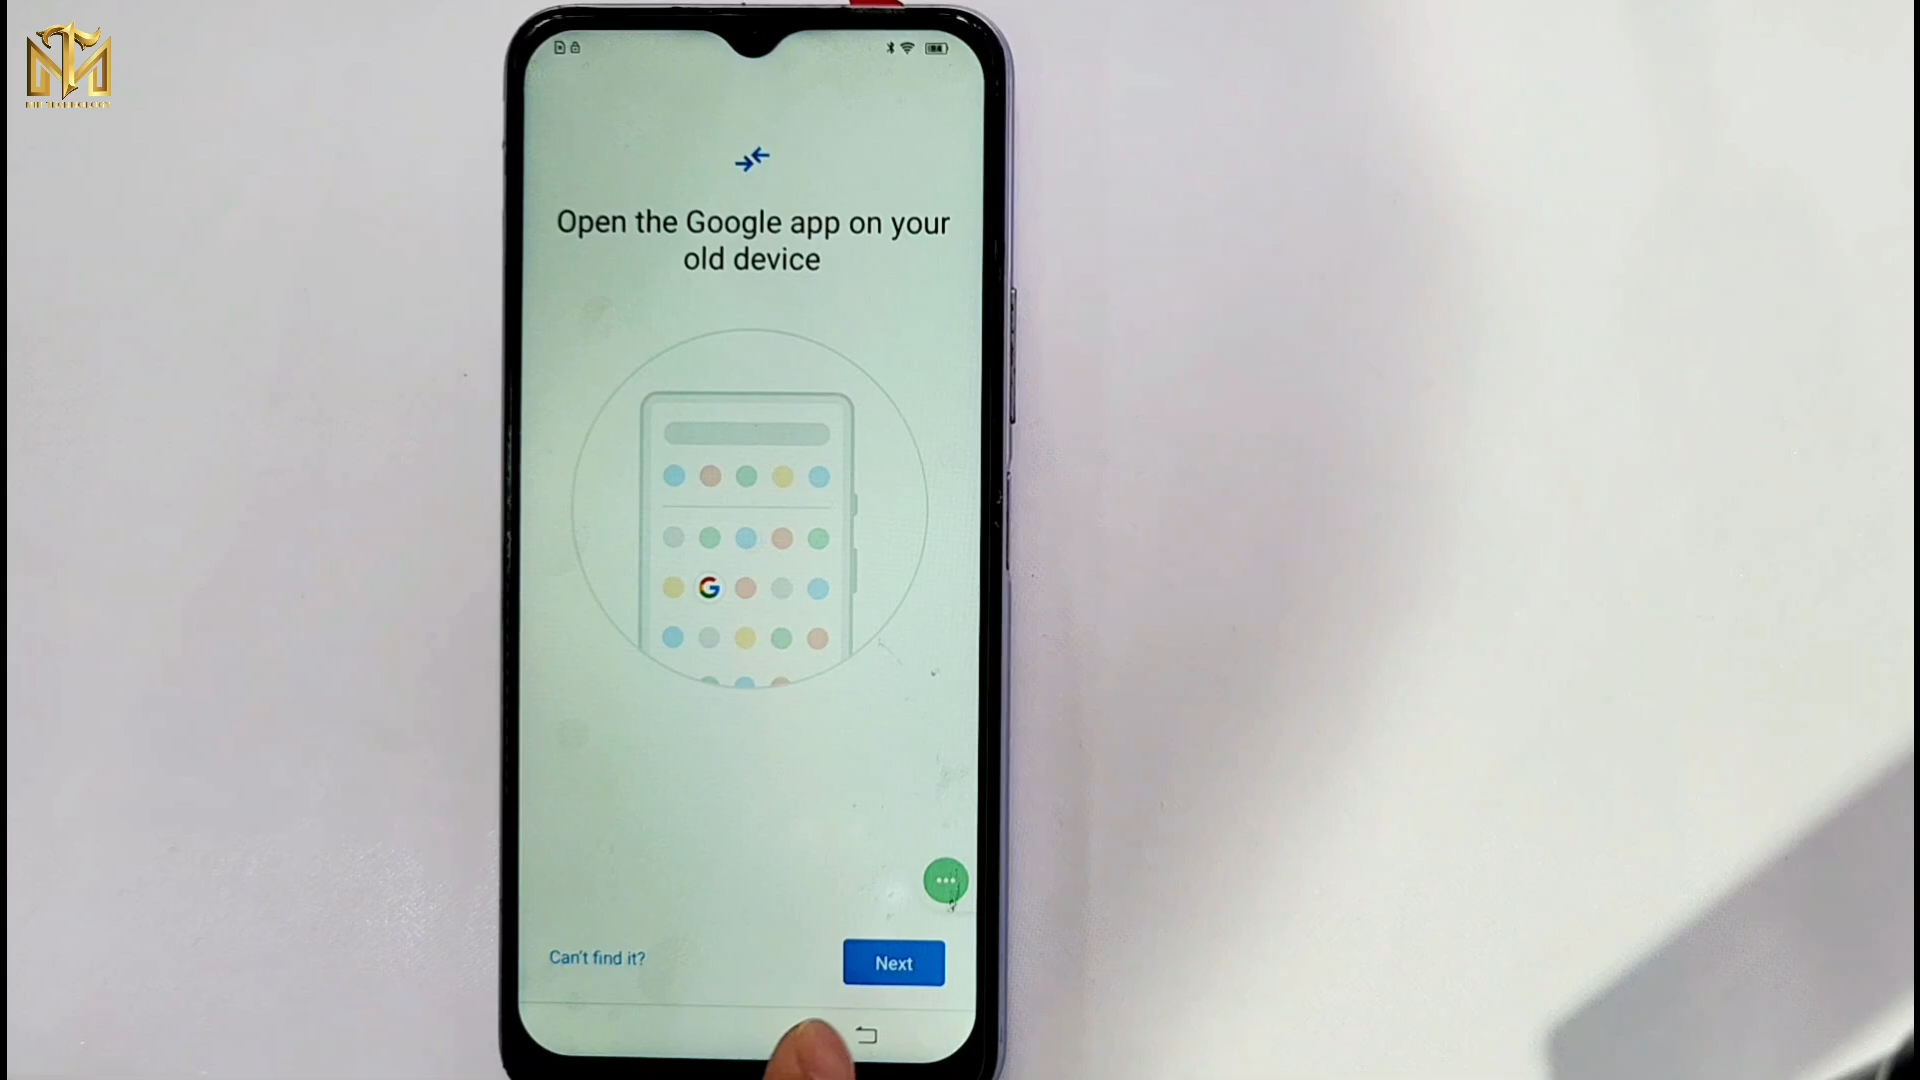 Open the Google app on your
old device
G
Can't find it?
Next